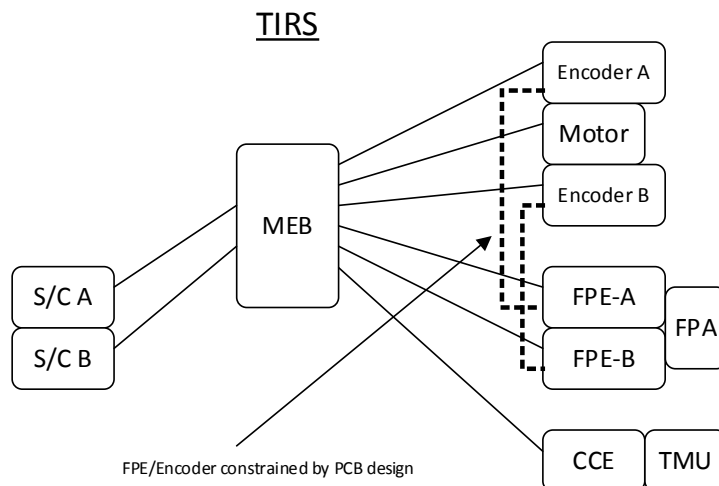 TIRS
Encoder A
Motor
Encoder B
MEB
S/C A
S/C B
FPE-A
FPE-B
FPA
CCE
TMU
FPE/Encoder constrained by PCB design